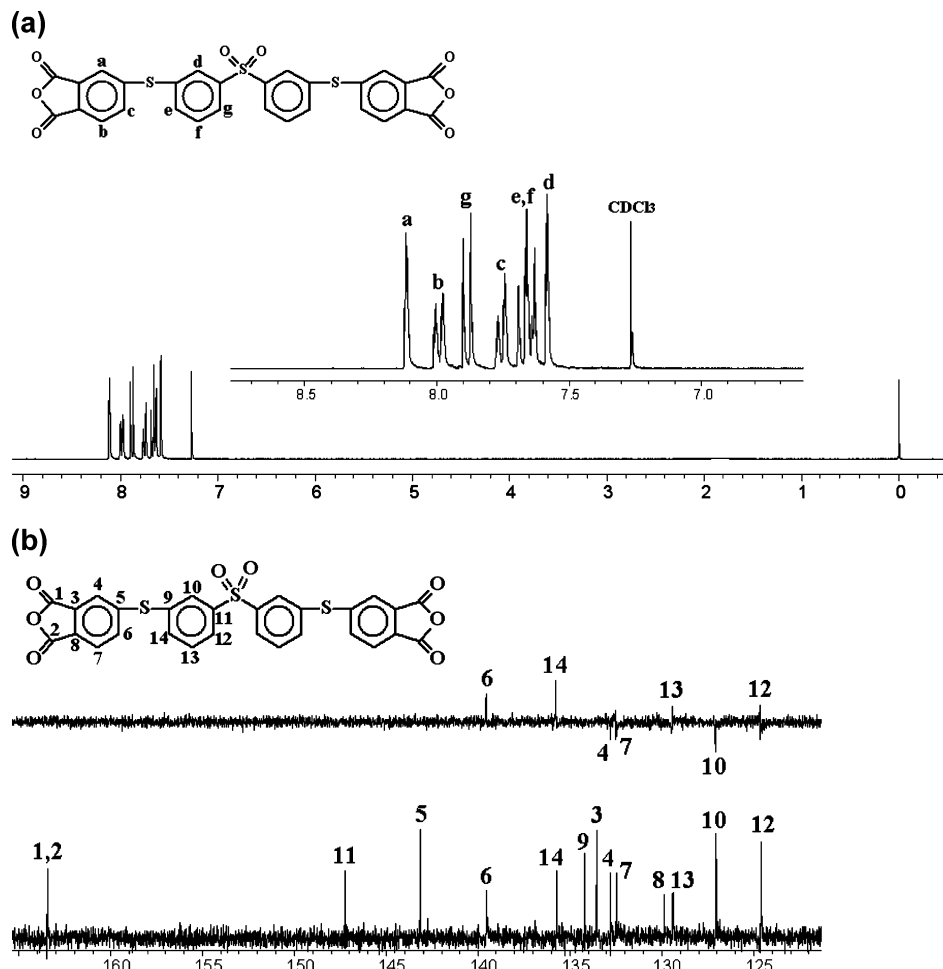 (a)
O O O
a S d S S O
O
O O
b c e f g
d
a g e,f CDCl3
b c
8.5 8.0 7.5 7.0
9 8 7 6 5 4 3 2 1 0
(b)
O O O
1 3 4 5 S 9 10 S 11 S O
O O
2 8 7 6 14 13 12
O O
6 14 13 12
4 7 10
1,2 11 5 6 14 9 3 4 7 8 13 10 12
160 155 150 145 140 135 130 125